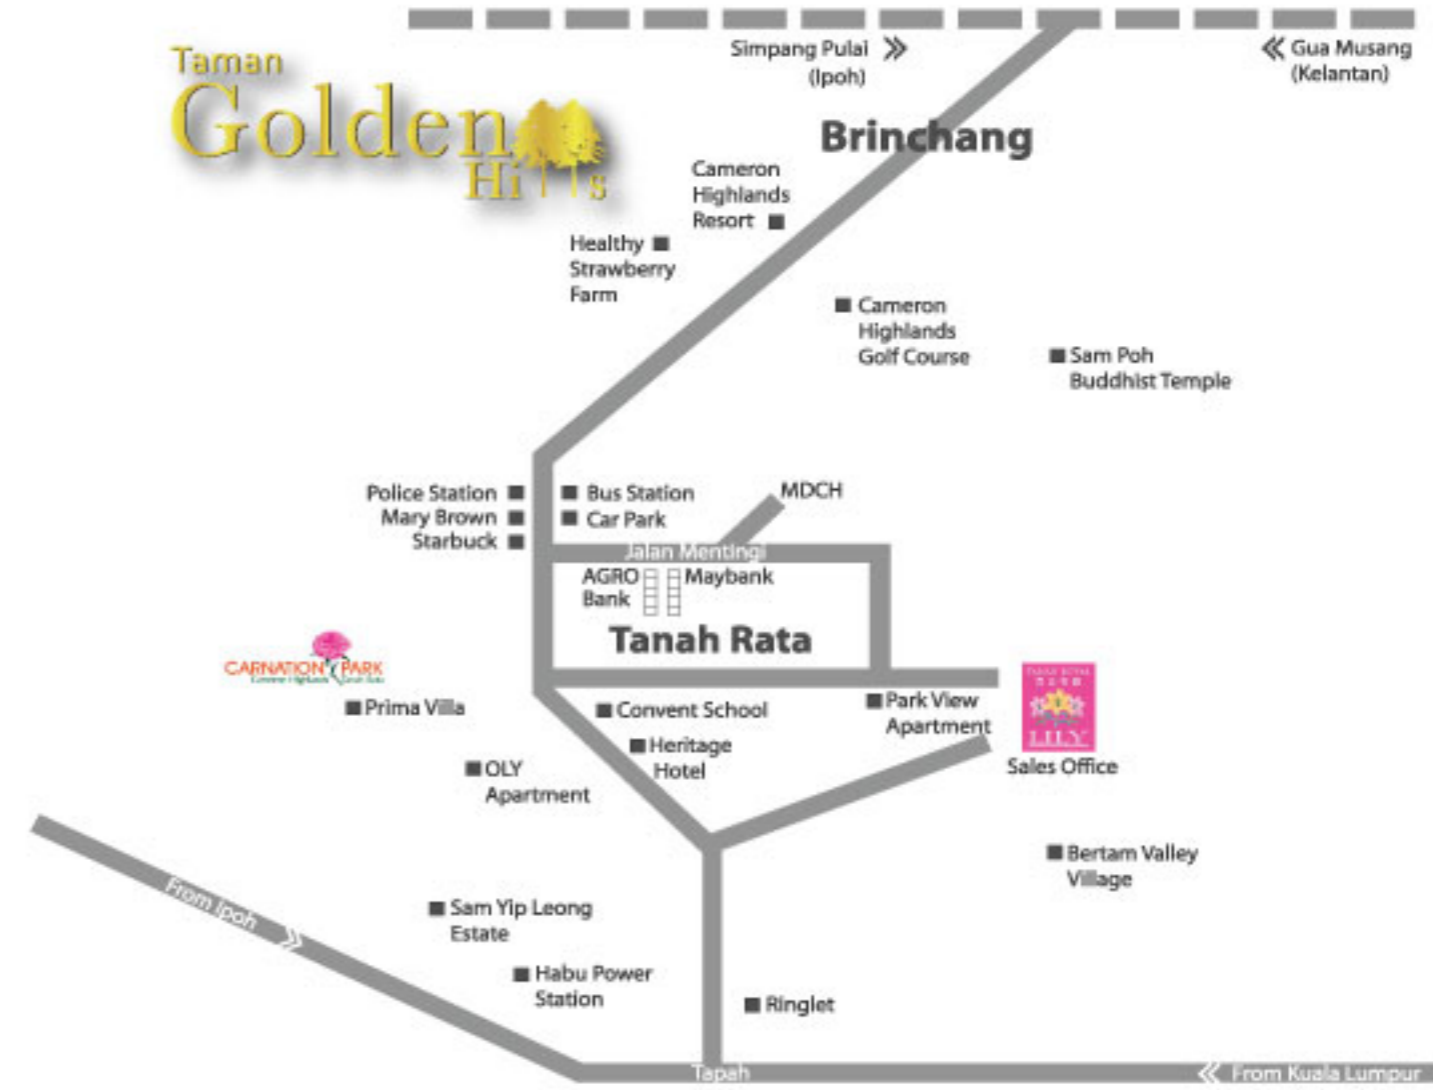 Taman
Golden
Hills
Simpang Pulai
(Ipoh)
Gua Musang
(Kelantan)
Brinchang
Cameron
Highlands
Resort
Healthy
Strawberry
Farm
Cameron
Highlands
Golf Course
Sam Poh
Buddhist Temple
Police Station
Mary Brown
Starbuck
Bus Station
Car Park
MDCH
Jalan Mentingi
AGRO
Bank
Maybank
Tanah Rata
CARNATION PARK
Prima Villa
Convent School
Park View
Apartment
Heritage
Hotel
LILY
Sales Office
OLY
Apartment
Bertam Valley
Village
From Ipoh
Sam Yip Leong
Estate
Habu Power
Station
Ringlet
Tapah
From Kuala Lumpur